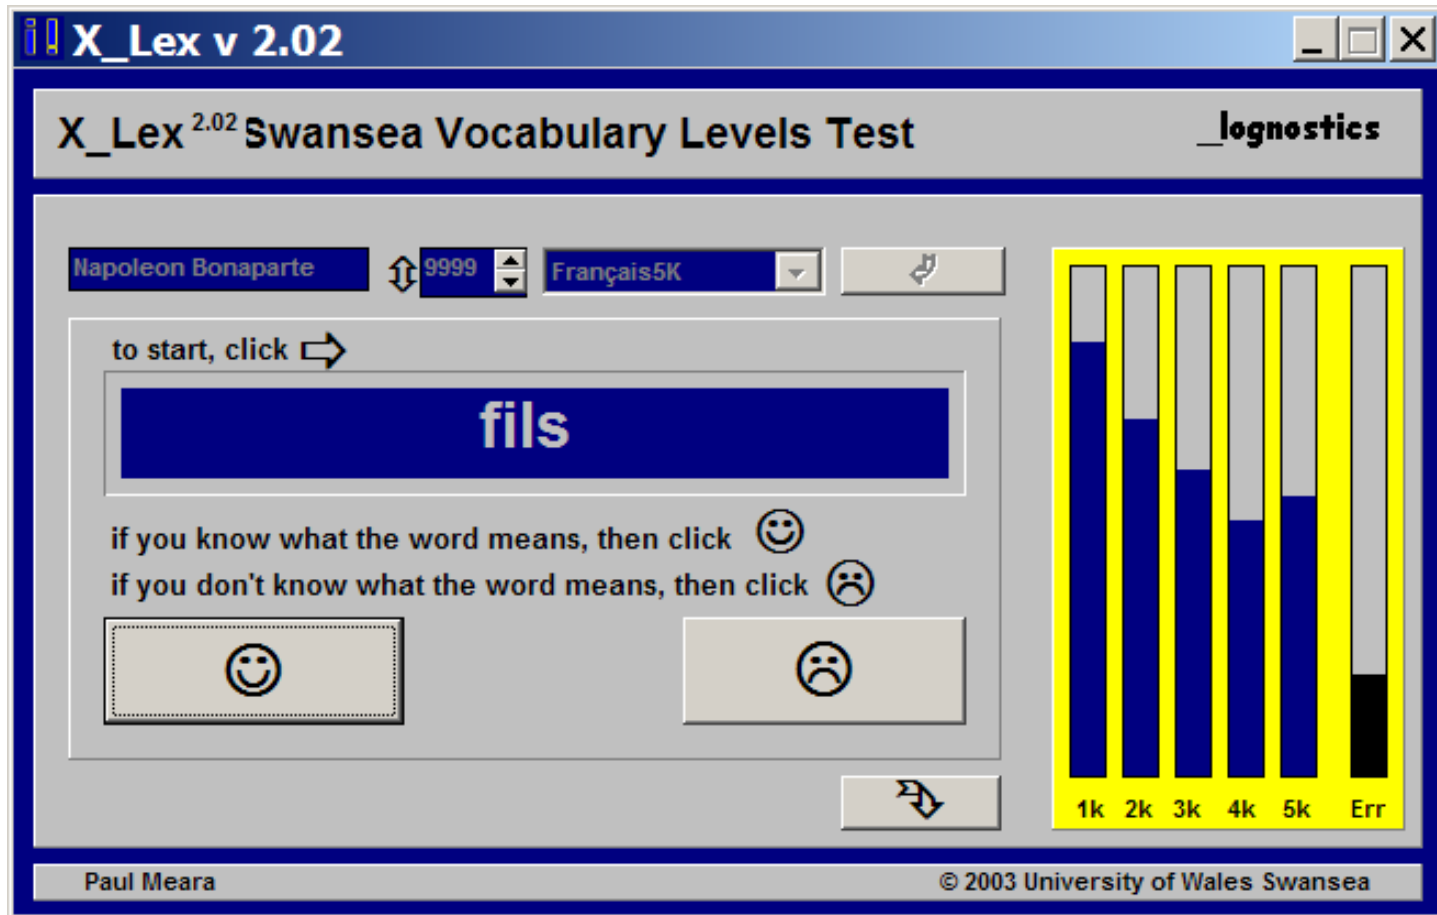 X_Lex v 2.02
X_Lex 2.02 Swansea Vocabulary Levels Test
_lognostics
Napoleon Bonaparte
9999
Français5K
to start, click
fils
if you know what the word means, then click
if you don't know what the word means, then click
1k 2k 3k 4k 5k Err
Paul Meara
© 2003 University of Wales Swansea